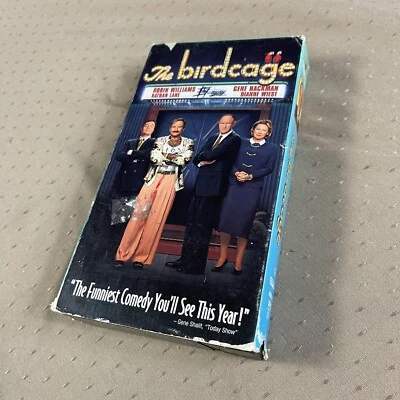 The birdcage
ROBIN WILLIAMS GENE HACKMAN
NATHAN LANE DIANNE WIEST
"The Funniest Comedy You'll See This Year!"
– Gene Shalit, "Today Show"